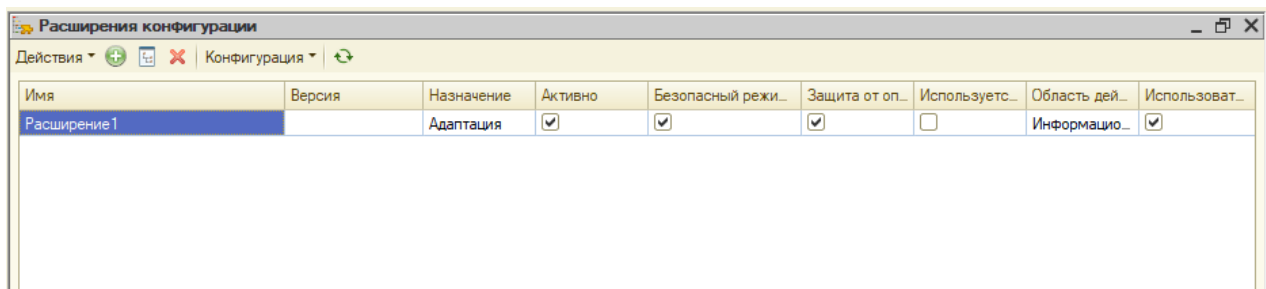 Расширения конфигурации
Действия Конфигурация
Имя Версия Назначение Активно Безопасный режи... Защита от оп... Используетс... Область дей... Использоват...
Расширение1 Адаптация Информацио...